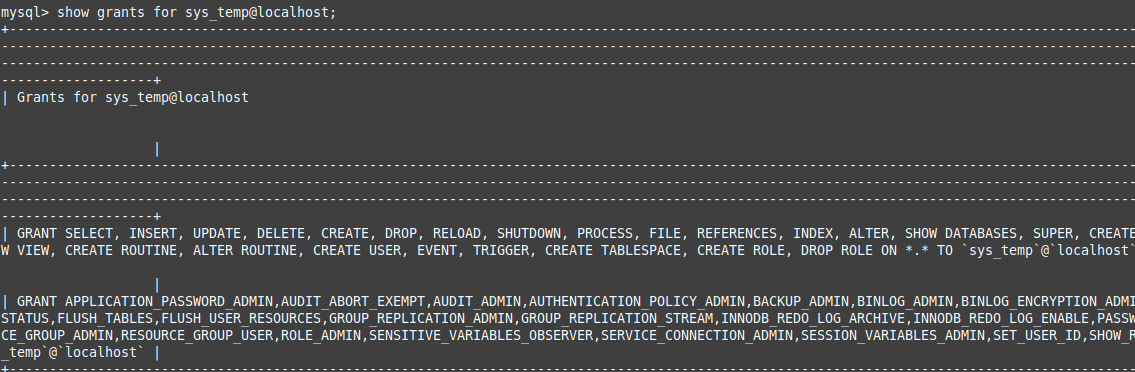 mysql> show grants for sys_temp@localhost;
+-----------------------------------------------------------------------------------------------------------------------------------------------
------------------------------------------------------------------------------------------------------------------------------------------------
------------------------------------------------------------------------------------------------------------------------------------------------
-------------------+
| Grants for sys_temp@localhost
|
+-----------------------------------------------------------------------------------------------------------------------------------------------
------------------------------------------------------------------------------------------------------------------------------------------------
------------------------------------------------------------------------------------------------------------------------------------------------
-------------------+
| GRANT SELECT, INSERT, UPDATE, DELETE, CREATE, DROP, RELOAD, SHUTDOWN, PROCESS, FILE, REFERENCES, INDEX, ALTER, SHOW DATABASES, SUPER, CREATE
W VIEW, CREATE ROUTINE, ALTER ROUTINE, CREATE USER, EVENT, TRIGGER, CREATE TABLESPACE, CREATE ROLE, DROP ROLE ON *.* TO `sys_temp`@`localhost`
|
| GRANT APPLICATION_PASSWORD_ADMIN,AUDIT_ABORT_EXEMPT,AUDIT_ADMIN,AUTHENTICATION_POLICY_ADMIN,BACKUP_ADMIN,BINLOG_ADMIN,BINLOG_ENCRYPTION_ADMI
STATUS,FLUSH_TABLES,FLUSH_USER_RESOURCES,GROUP_REPLICATION_ADMIN,GROUP_REPLICATION_STREAM,INNODB_REDO_LOG_ARCHIVE,INNODB_REDO_LOG_ENABLE,PASSW
CE_GROUP_ADMIN,RESOURCE_GROUP_USER,ROLE_ADMIN,SENSITIVE_VARIABLES_OBSERVER,SERVICE_CONNECTION_ADMIN,SESSION_VARIABLES_ADMIN,SET_USER_ID,SHOW_R
_temp`@`localhost` |
+-----------------------------------------------------------------------------------------------------------------------------------------------